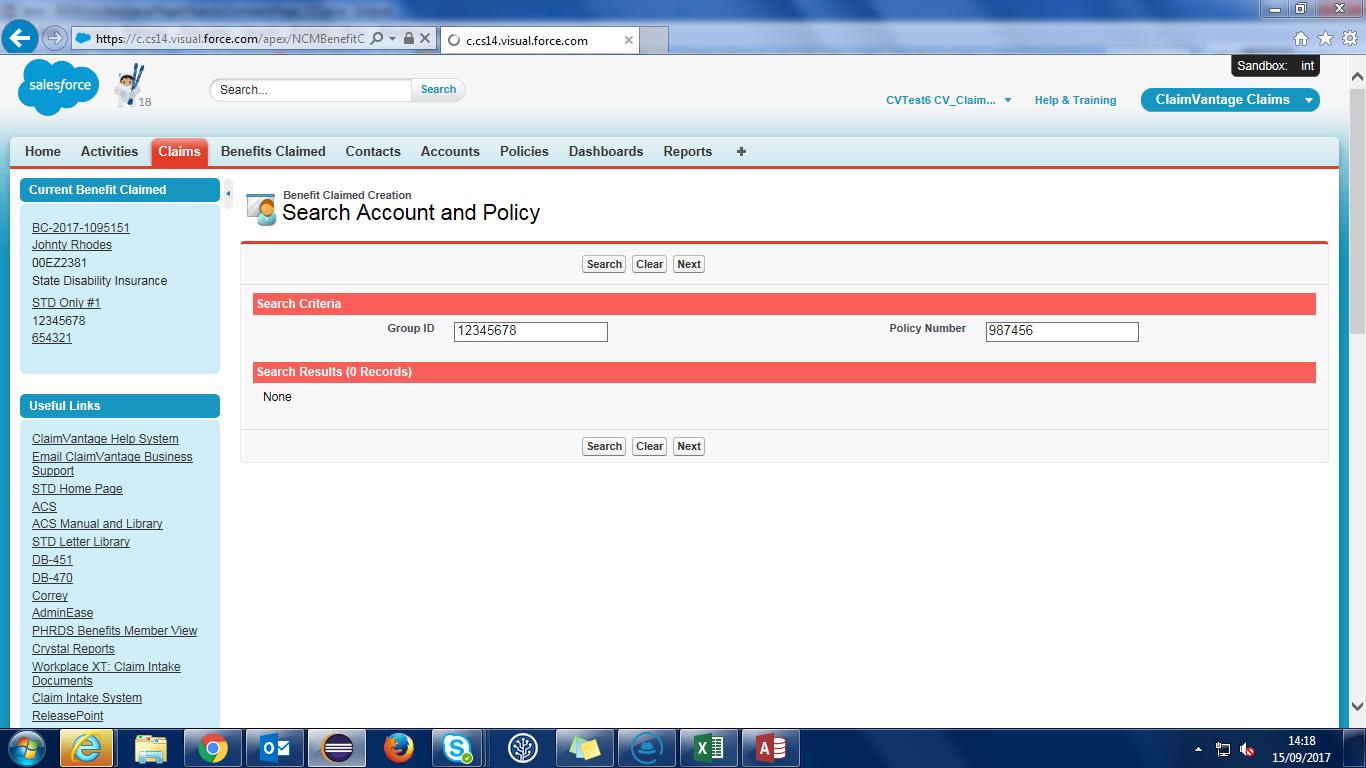 https://c.cs14.visual.force.com/apex/NCMBenefitC
c.cs14.visual.force.com
Sandbox: int
salesforce
18
Search...
Search
CVTest6 CV_Claim...
Help & Training
ClaimVantage Claims
Home Activities Claims Benefits Claimed Contacts Accounts Policies Dashboards Reports +
Current Benefit Claimed
BC-2017-1095151
Johnty Rhodes
00EZ2381
State Disability Insurance
STD Only #1
12345678
654321
Useful Links
ClaimVantage Help System
Email ClaimVantage Business
Support
STD Home Page
ACS
ACS Manual and Library
STD Letter Library
DB-451
DB-470
Correy
AdminEase
PHRDS Benefits Member View
Crystal Reports
Workplace XT: Claim Intake
Documents
Claim Intake System
ReleasePoint
Benefit Claimed Creation
Search Account and Policy
Search Clear Next
Search Criteria
Group ID 12345678 Policy Number 987456
Search Results (0 Records)
None
Search Clear Next
14:18
15/09/2017